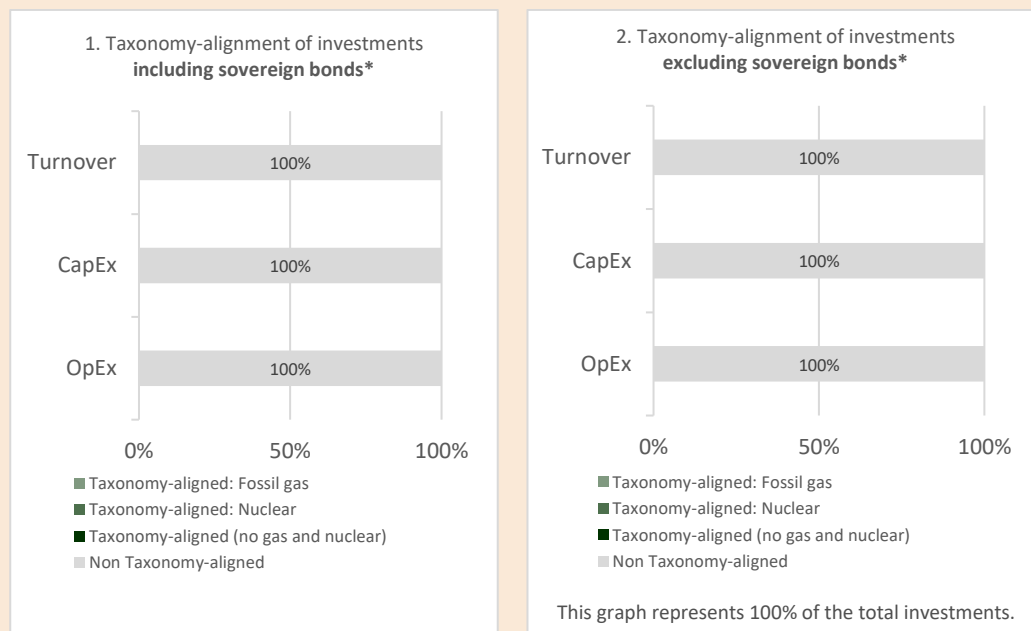 1. Taxonomy-alignment of investments
including sovereign bonds*
Turnover
100%
CapEx
100%
OpEx
100%
0%
50%
100%
Taxonomy-aligned: Fossil gas
Taxonomy-aligned: Nuclear
Taxonomy-aligned (no gas and nuclear)
Non Taxonomy-aligned
2. Taxonomy-alignment of investments
excluding sovereign bonds*
Turnover
100%
CapEx
100%
OpEx
100%
0%
50%
100%
Taxonomy-aligned: Fossil gas
Taxonomy-aligned: Nuclear
Taxonomy-aligned (no gas and nuclear)
Non Taxonomy-aligned
This graph represents 100% of the total investments.